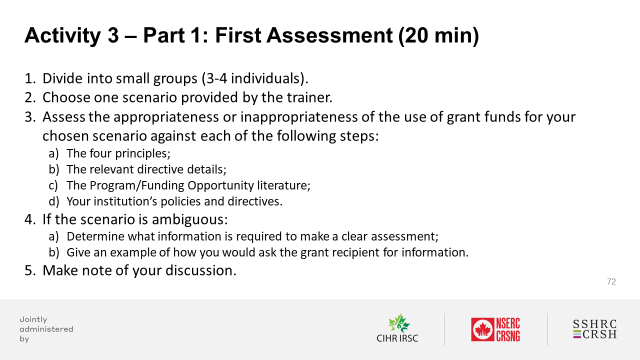 Activity 3 – Part 1: First Assessment (20 min)
1. Divide into small groups (3-4 individuals).
2. Choose one scenario provided by the trainer.
3. Assess the appropriateness or inappropriateness of the use of grant funds for your
chosen scenario against each of the following steps:
a) The four principles;
b) The relevant directive details;
c) The Program/Funding Opportunity literature;
d) Your institution's policies and directives.
4. If the scenario is ambiguous:
a) Determine what information is required to make a clear assessment;
b) Give an example of how you would ask the grant recipient for information.
5. Make note of your discussion.
72
Jointly
administered
by
CIHR IRSC
NSERC
CRSNG
SSHRC
CRSH